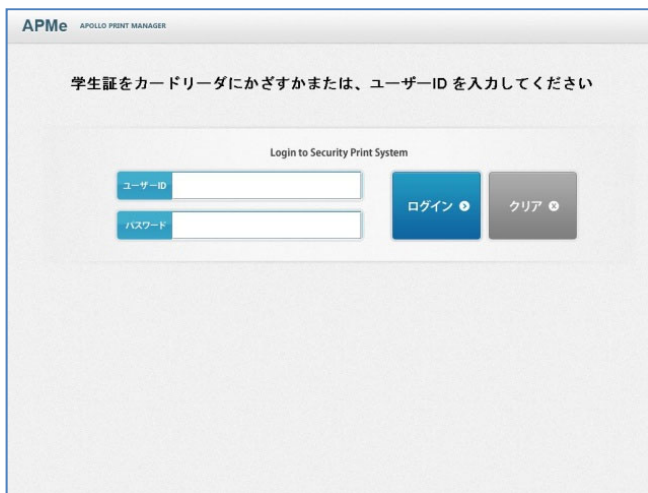 APMe APOLLO PRINT MANAGER
学生証をカードリーダにかざすかまたは、ユーザーID を入力してください
Login to Security Print System
ユーザーID
パスワード
ログイン
クリア